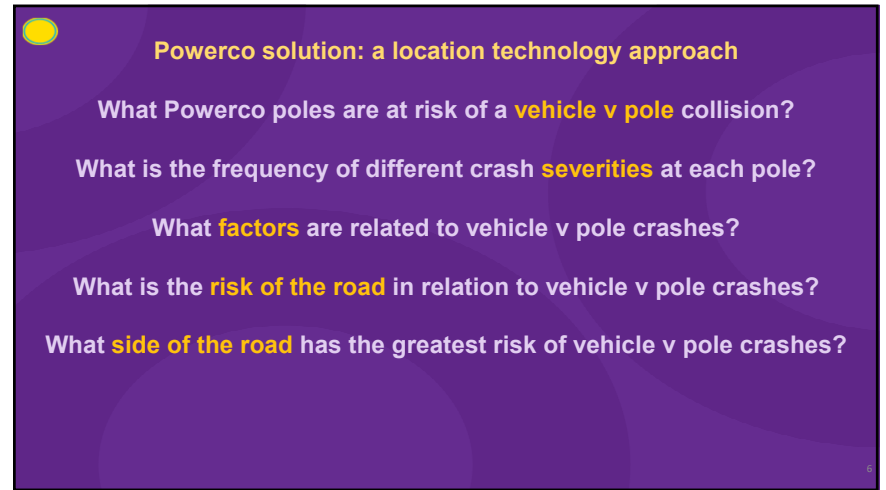 Powerco solution: a location technology approach
What Powerco poles are at risk of a vehicle v pole collision?
What is the frequency of different crash severities at each pole?
What factors are related to vehicle v pole crashes?
What is the risk of the road in relation to vehicle v pole crashes?
What side of the road has the greatest risk of vehicle v pole crashes?
6